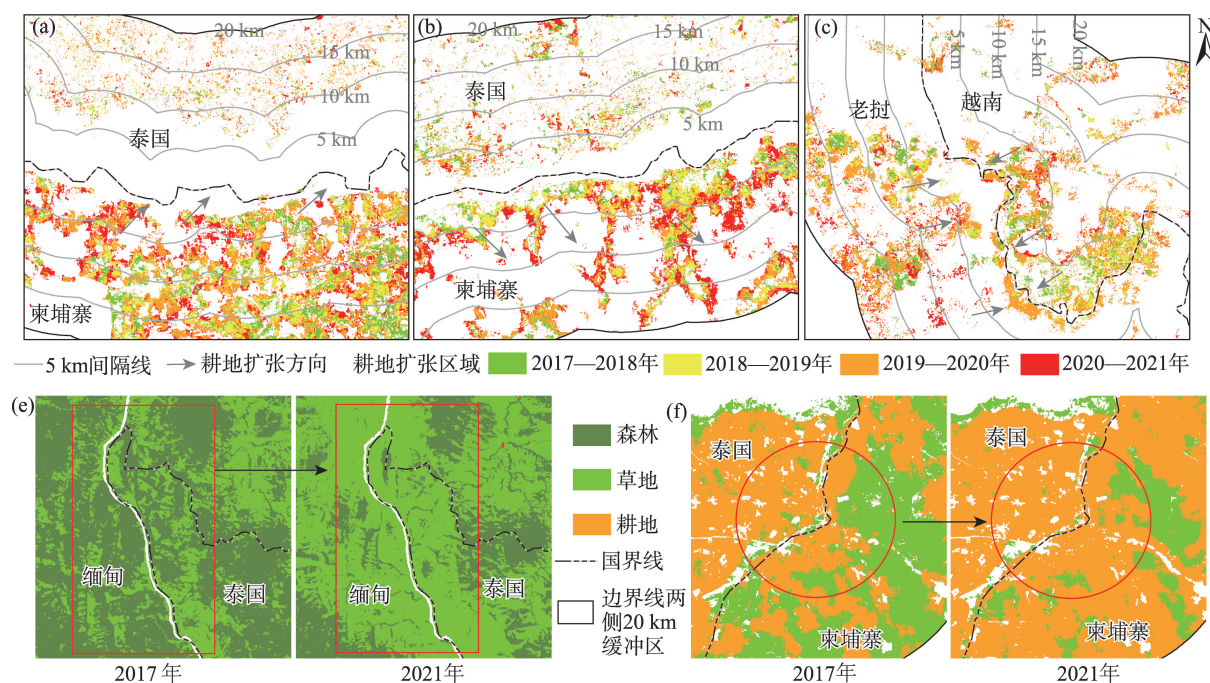 (a)
20 km
15 km
10 km
泰国
5 km
柬埔寨
(b)
20 km
15 km
泰国
10 km
5 km
柬埔寨
(c)
5 km
10 km
15 km
20 km
老挝
越南
N
5 km间隔线
耕地扩张方向
耕地扩张区域
2017—2018年
2018—2019年
2019—2020年
2020—2021年
(e)
缅甸
泰国
2017年
缅甸
泰国
2021年
森林
草地
耕地
国界线
边界线两
侧20 km
缓冲区
(f)
泰国
柬埔寨
2017年
泰国
柬埔寨
2021年